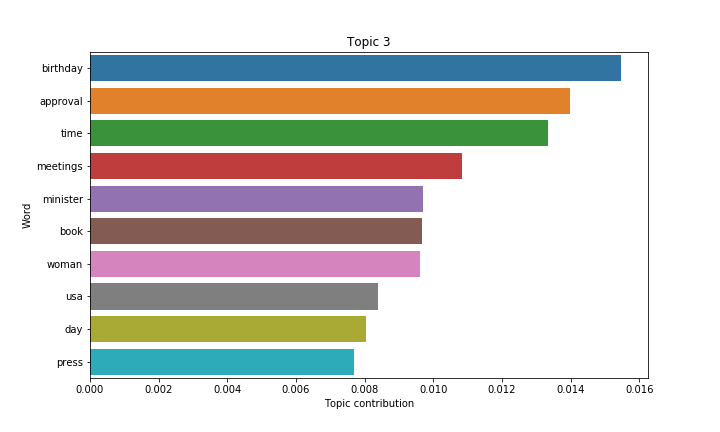 Topic 3
Word
birthday
approval
time
meetings
minister
book
woman
usa
day
press
0.000 0.002 0.004 0.006 0.008 0.010 0.012 0.014 0.016
Topic contribution